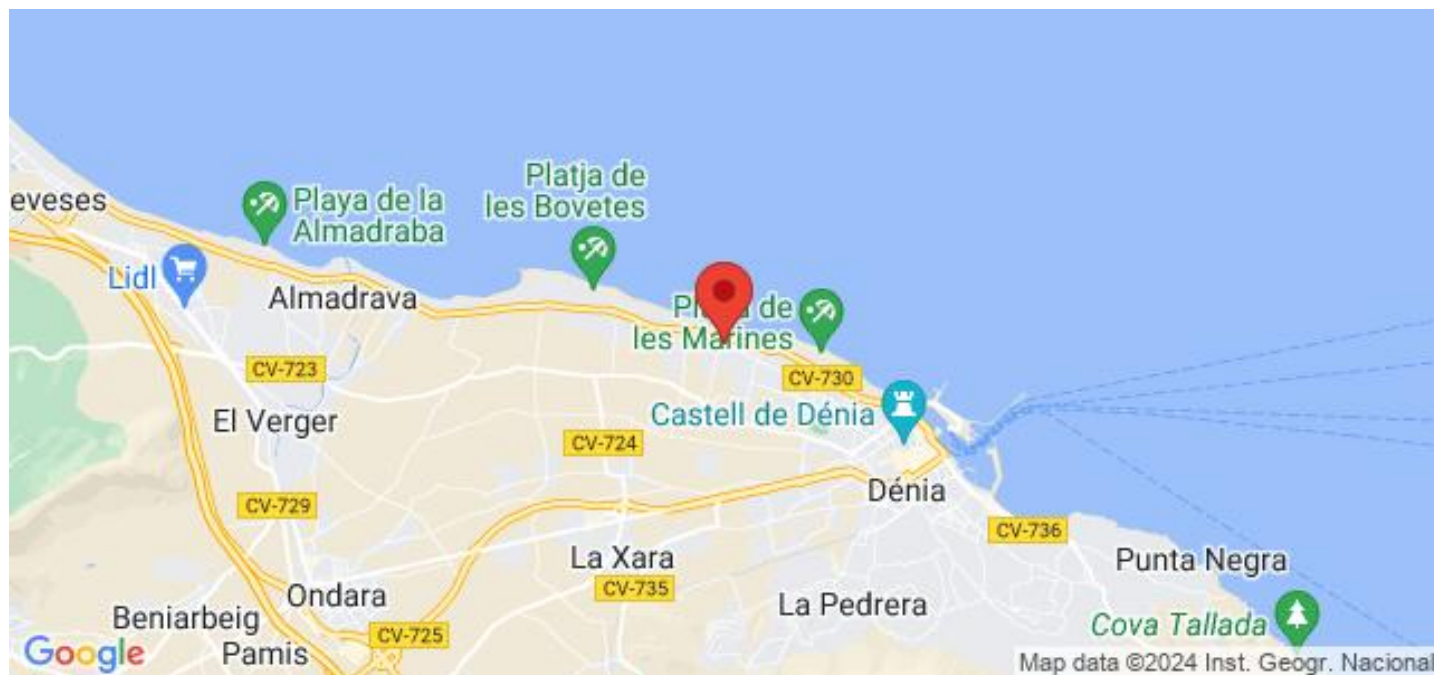 Platja de
les Bovetes
eveses
Playa de la
Almadraba
Lidl
Almadrava
de
les Marines
CV-723
CV-730
El Verger
Castell de Dénia
CV-724
Dénia
CV-729
CV-736
La Xara
Punta Negra
CV-735
Ondara
La Pedrera
Beniarbeig
Cova Tallada
CV-725
Pamis
Google
Map data ©2024 Inst. Geogr. Nacional